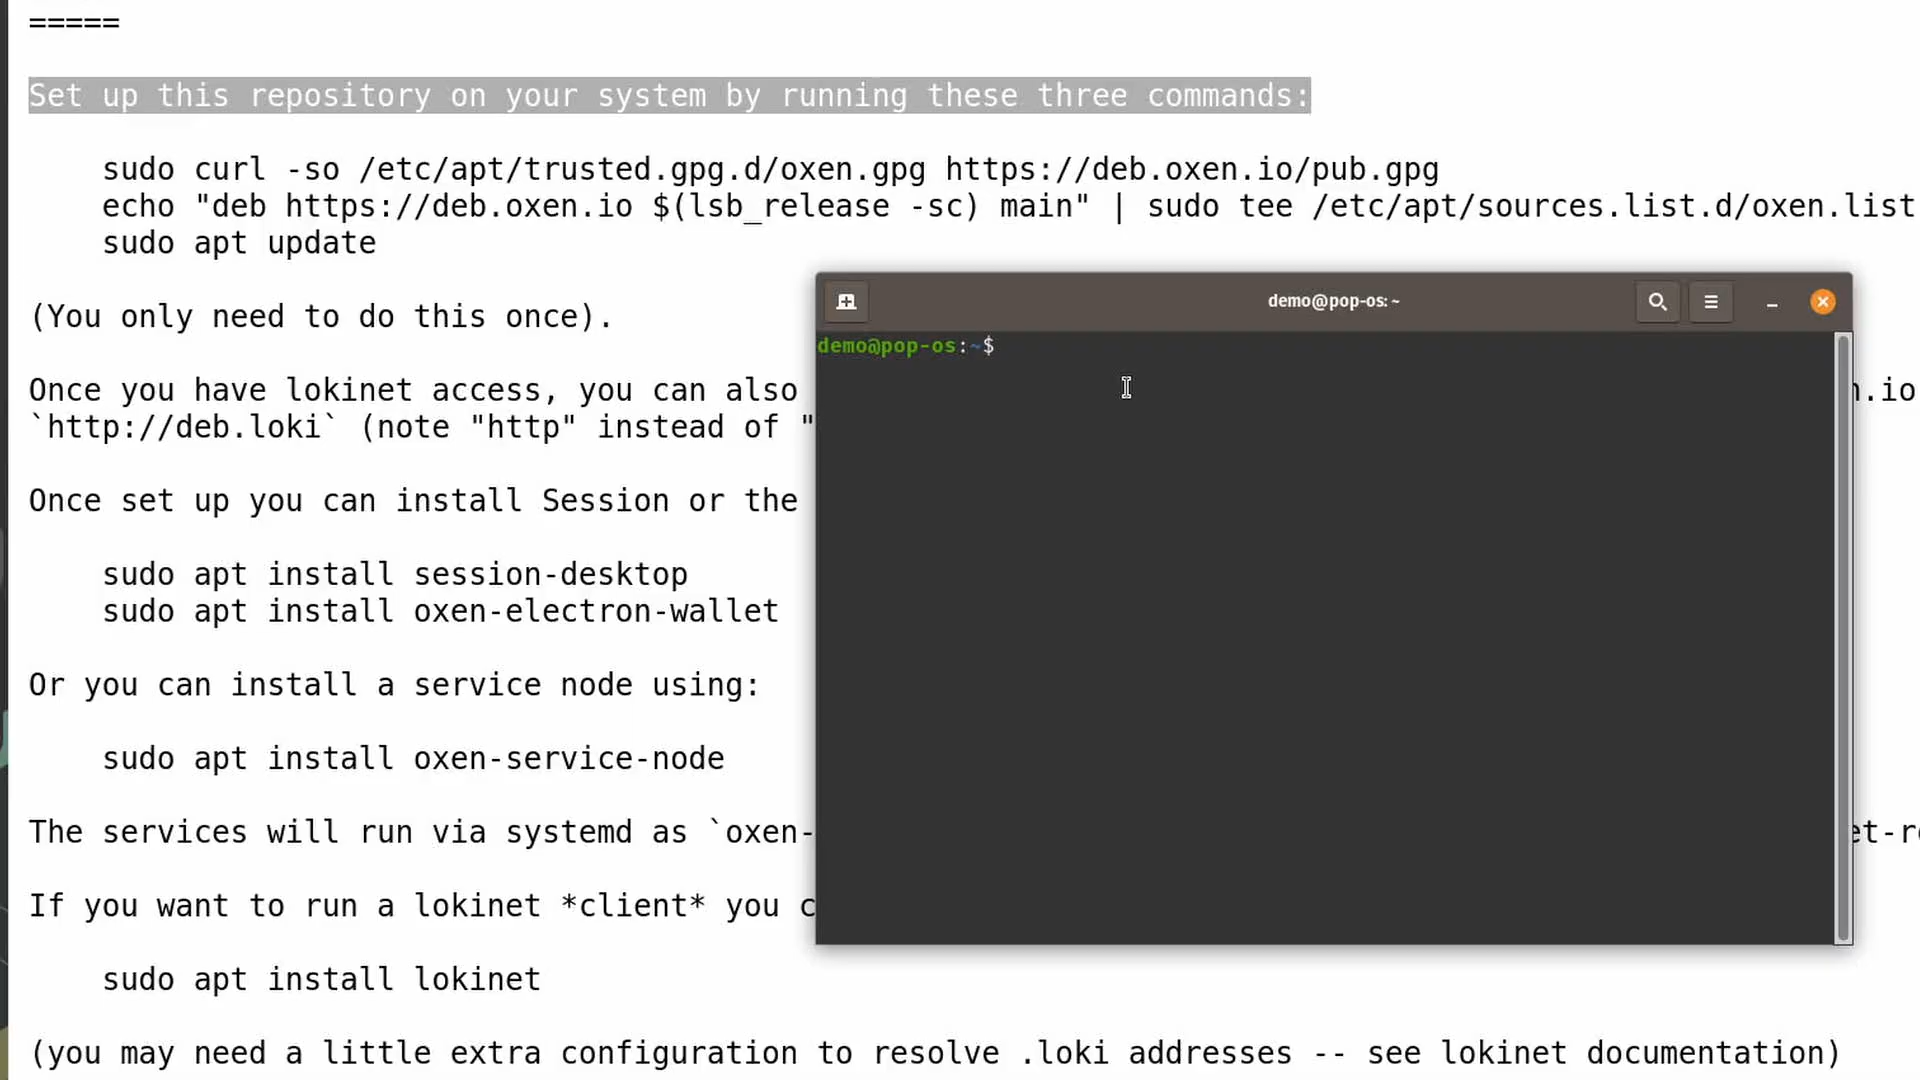 =====
Set up this repository on your system by running these three commands:
sudo curl -so /etc/apt/trusted.gpg.d/oxen.gpg https://deb.oxen.io/pub.gpg
echo "deb https://deb.oxen.io $(lsb_release -sc) main" | sudo tee /etc/apt/sources.list.d/oxen.list
sudo apt update
(You only need to do this once).
Once you have lokinet access, you can also
n.io
`http://deb.loki` (note "http" instead of "
Once set up you can install Session or the
sudo apt install session-desktop
sudo apt install oxen-electron-wallet
Or you can install a service node using:
sudo apt install oxen-service-node
The services will run via systemd as `oxen-
et-r
If you want to run a lokinet *client* you c
sudo apt install lokinet
(you may need a little extra configuration to resolve .loki addresses -- see lokinet documentation)
demo@pop-os: ~
demo@pop-os:~$